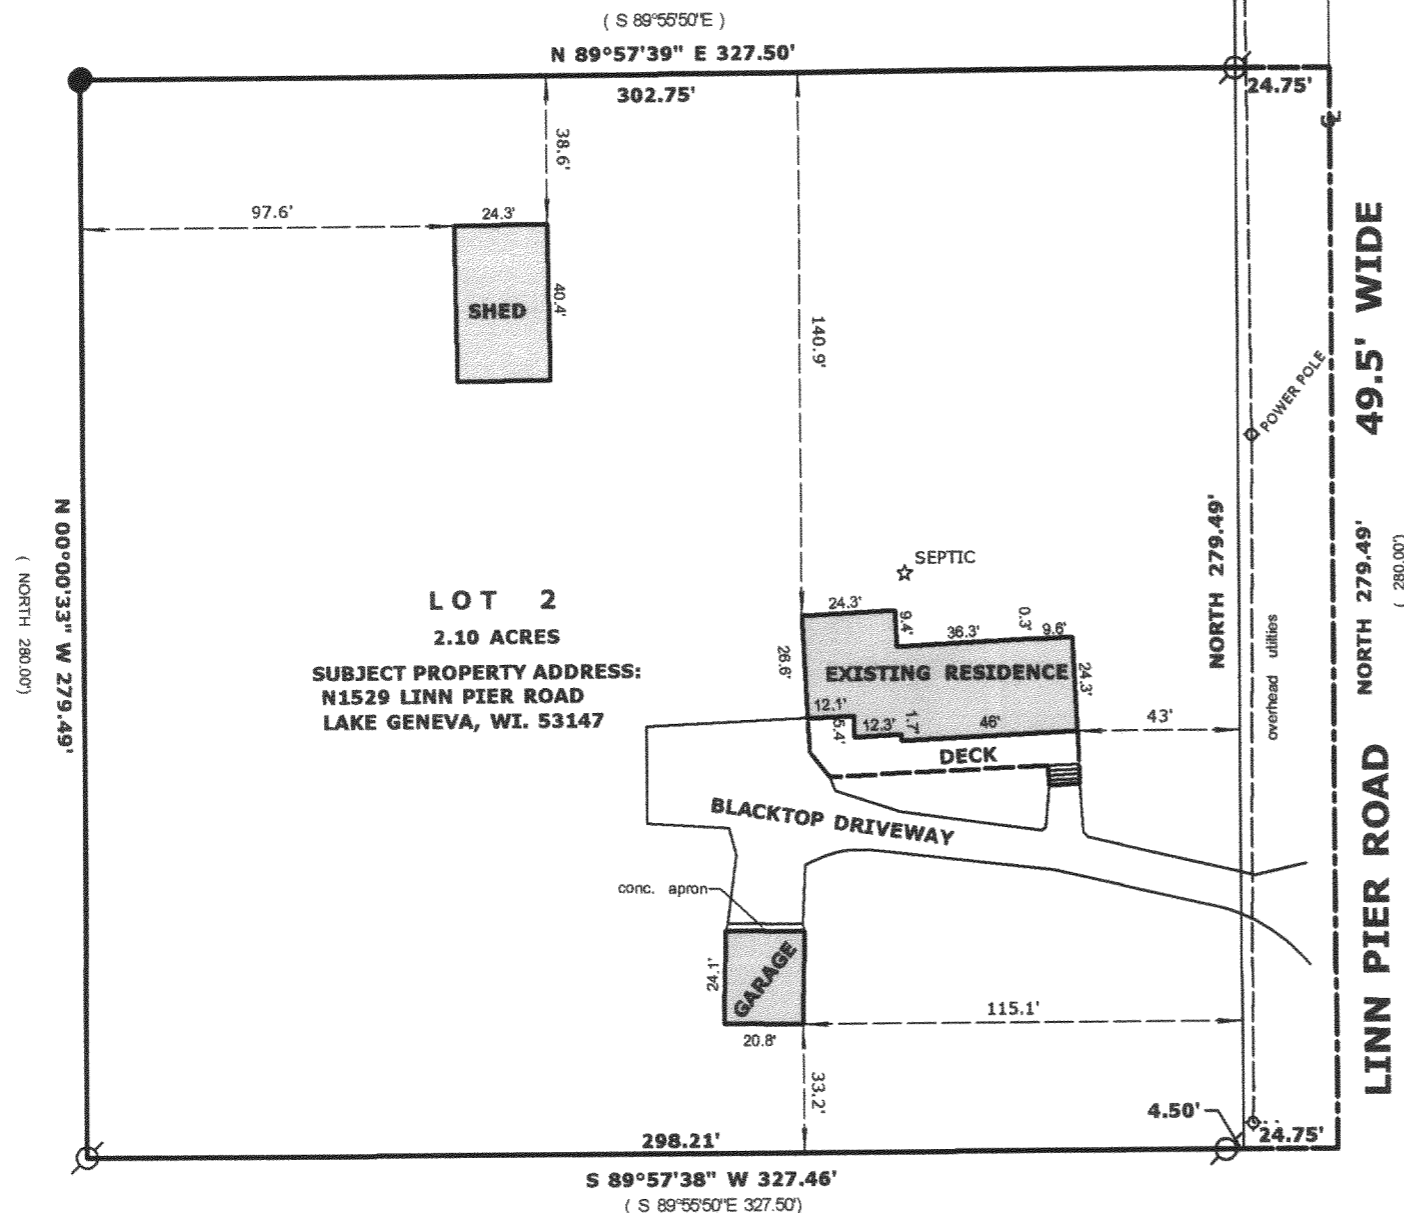 ( S 89°55'50"E )
N 89°57'39" E 327.50'
302.75'
24.75'
38.6'
97.6'
24.3'
40.4'
SHED
140.9'
49.5' WIDE
POWER POLE
N 00°00'33" W 279.49'
( NORTH 280.00')
LOT 2
2.10 ACRES
SUBJECT PROPERTY ADDRESS:
N1529 LINN PIER ROAD
LAKE GENEVA, WI. 53147
SEPTIC
24.3'
9.4'
36.3'
0.3'
9.6'
26.6'
EXISTING RESIDENCE
24.3'
12.1'
5.4'
12.3'
1.7'
46'
43'
DECK
NORTH 279.49'
overhead utilities
NORTH 279.49'
( 280.00')
BLACKTOP DRIVEWAY
LINN PIER ROAD
conc. apron
GARAGE
24.1'
20.8'
115.1'
33.2'
4.50'
24.75'
298.21'
S 89°57'38" W 327.46'
( S 89°55'50"E 327.50')